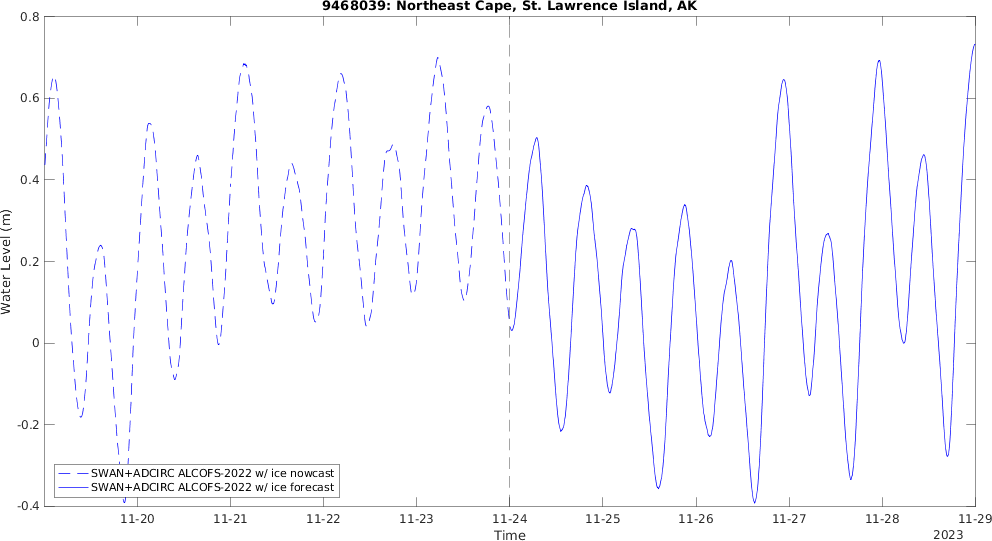 9468039: Northeast Cape, St. Lawrence Island, AK
0.8
0.6
0.4
0.2
0
-0.2
-0.4
Water Level (m)
SWAN+ADCIRC ALCOFS-2022 w/ ice nowcast
SWAN+ADCIRC ALCOFS-2022 w/ ice forecast
11-20 11-21 11-22 11-23 11-24 11-25 11-26 11-27 11-28 11-29
Time
2023